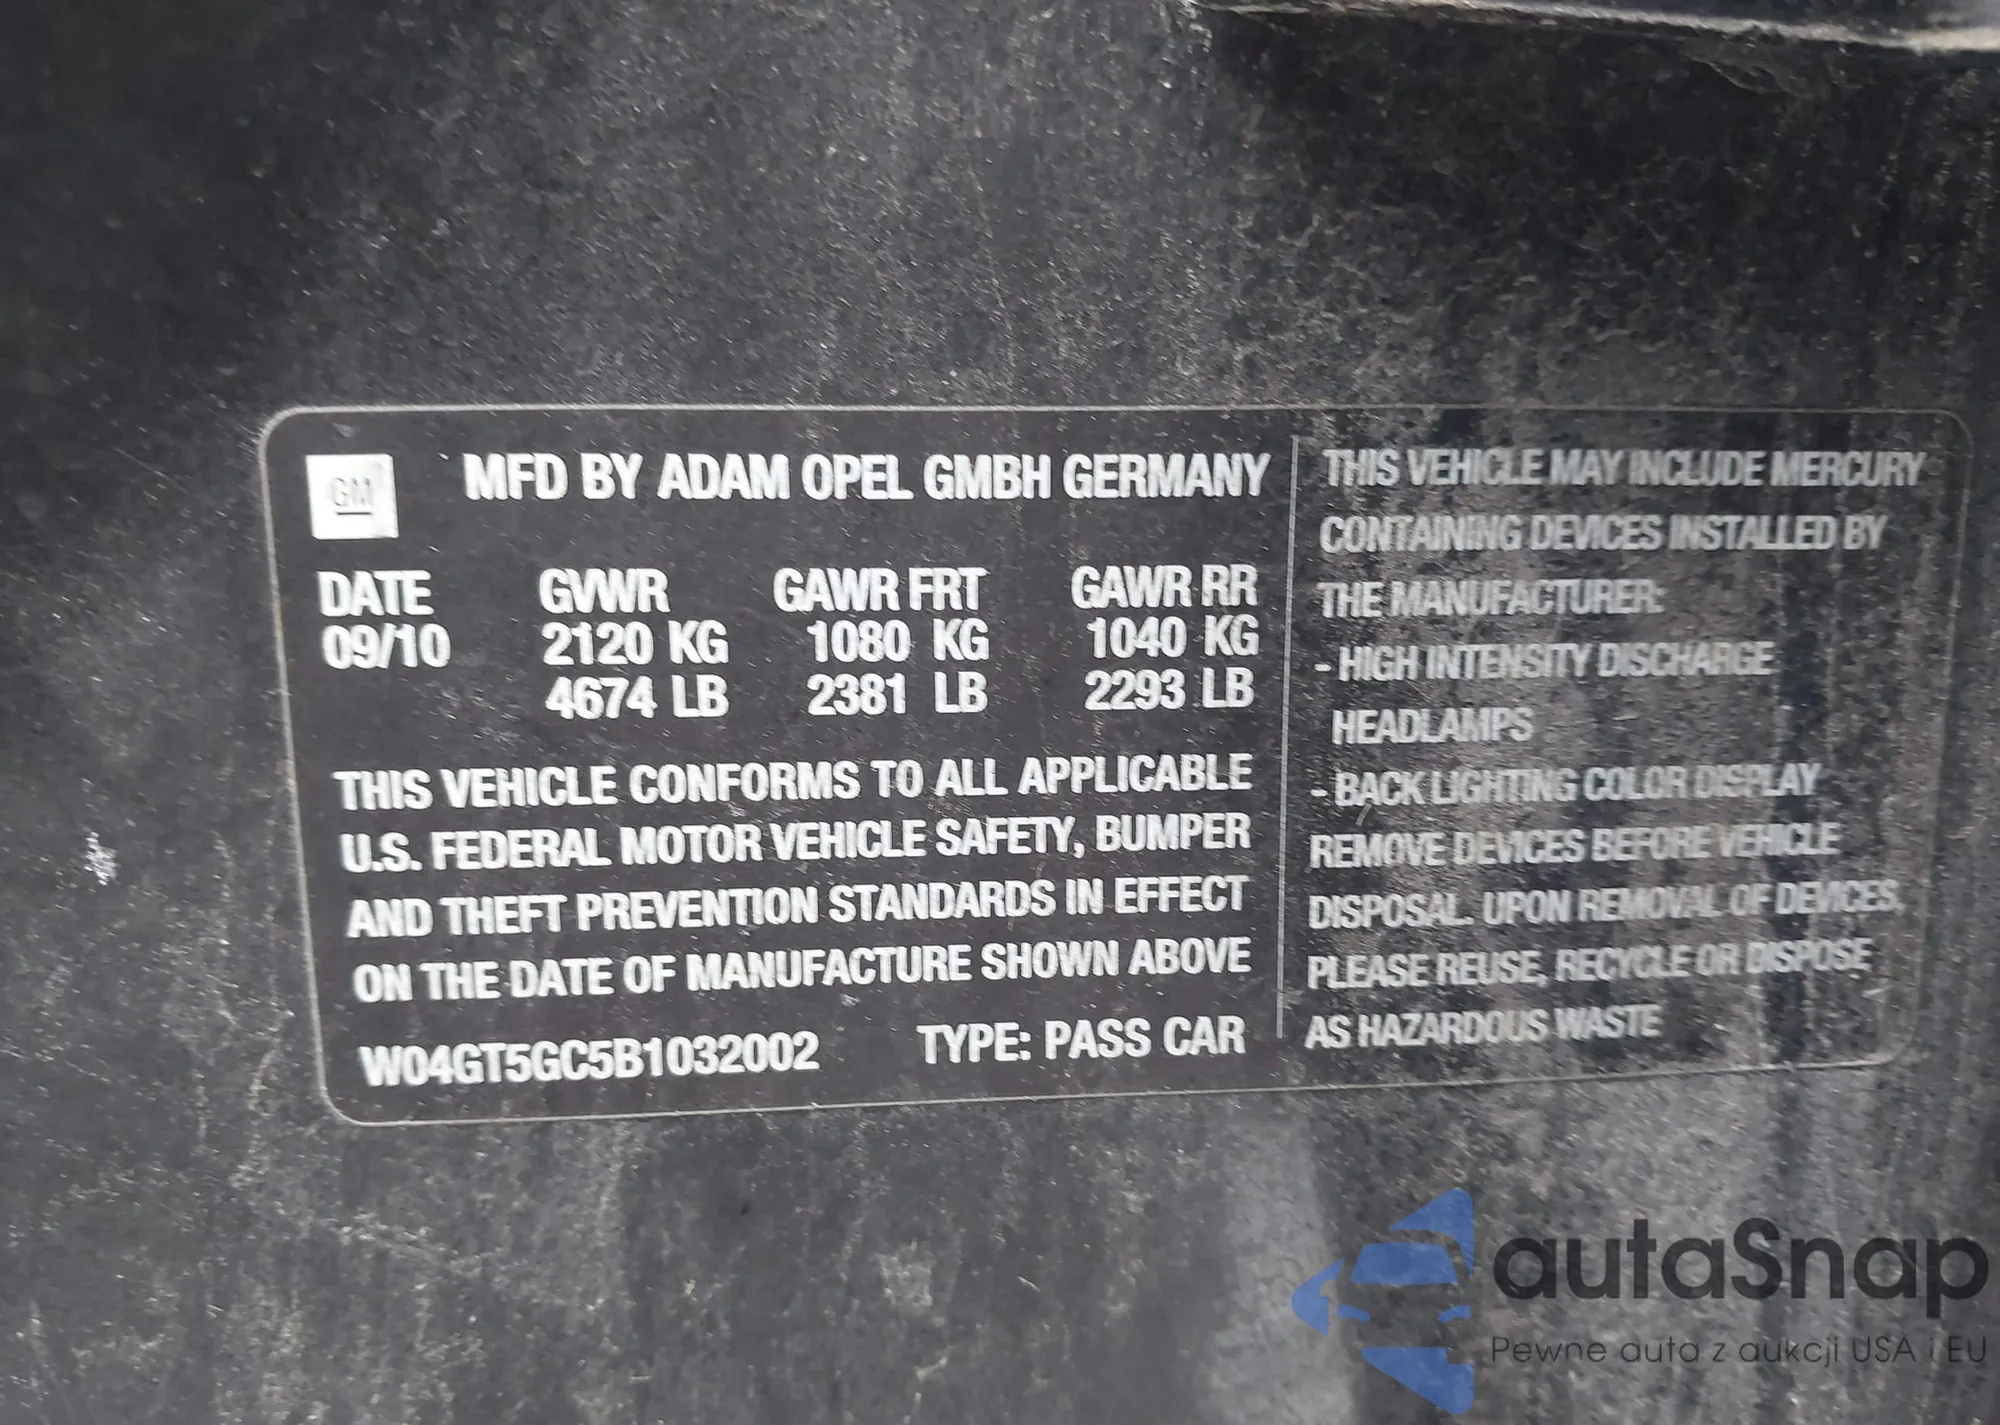 GM
MFD BY ADAM OPEL GMBH GERMANY
DATE GVWR GAWR FRT GAWR RR
09/10 2120 KG 1080 KG 1040 KG
4674 LB 2381 LB 2293 LB
THIS VEHICLE CONFORMS TO ALL APPLICABLE
U.S. FEDERAL MOTOR VEHICLE SAFETY, BUMPER
AND THEFT PREVENTION STANDARDS IN EFFECT
ON THE DATE OF MANUFACTURE SHOWN ABOVE
W04GT5GC5B1032002 TYPE: PASS CAR
THIS VEHICLE MAY INCLUDE MERCURY
CONTAINING DEVICES INSTALLED BY
THE MANUFACTURER:
- HIGH INTENSITY DISCHARGE
HEADLAMPS
- BACK LIGHTING COLOR DISPLAY
REMOVE DEVICES BEFORE VEHICLE
DISPOSAL. UPON REMOVAL OF DEVICES,
PLEASE REUSE, RECYCLE OR DISPOSE
AS HAZARDOUS WASTE
autaSnap
Pewne auta z aukcji USA i EU